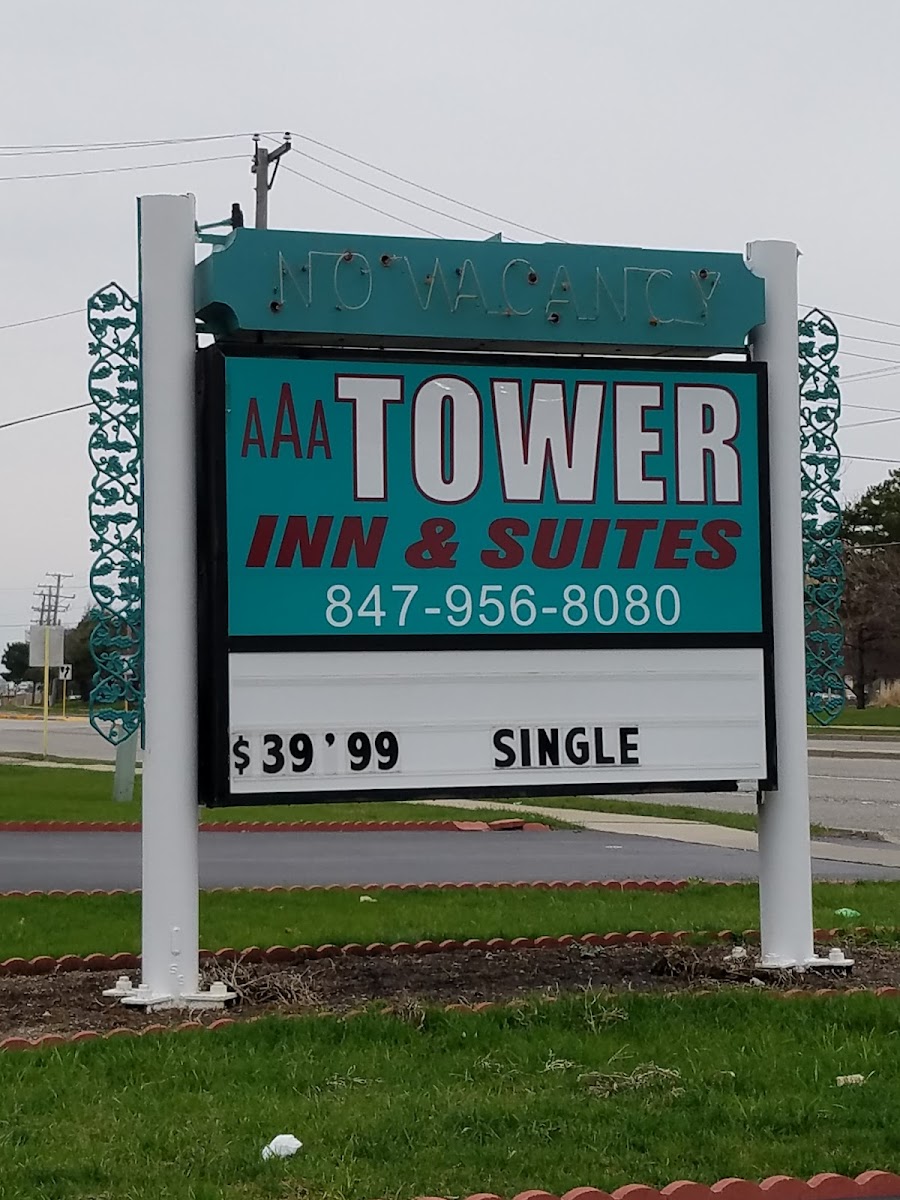 NO VACANCY
AAA TOWER
INN & SUITES
847-956-8080
$39'99 SINGLE